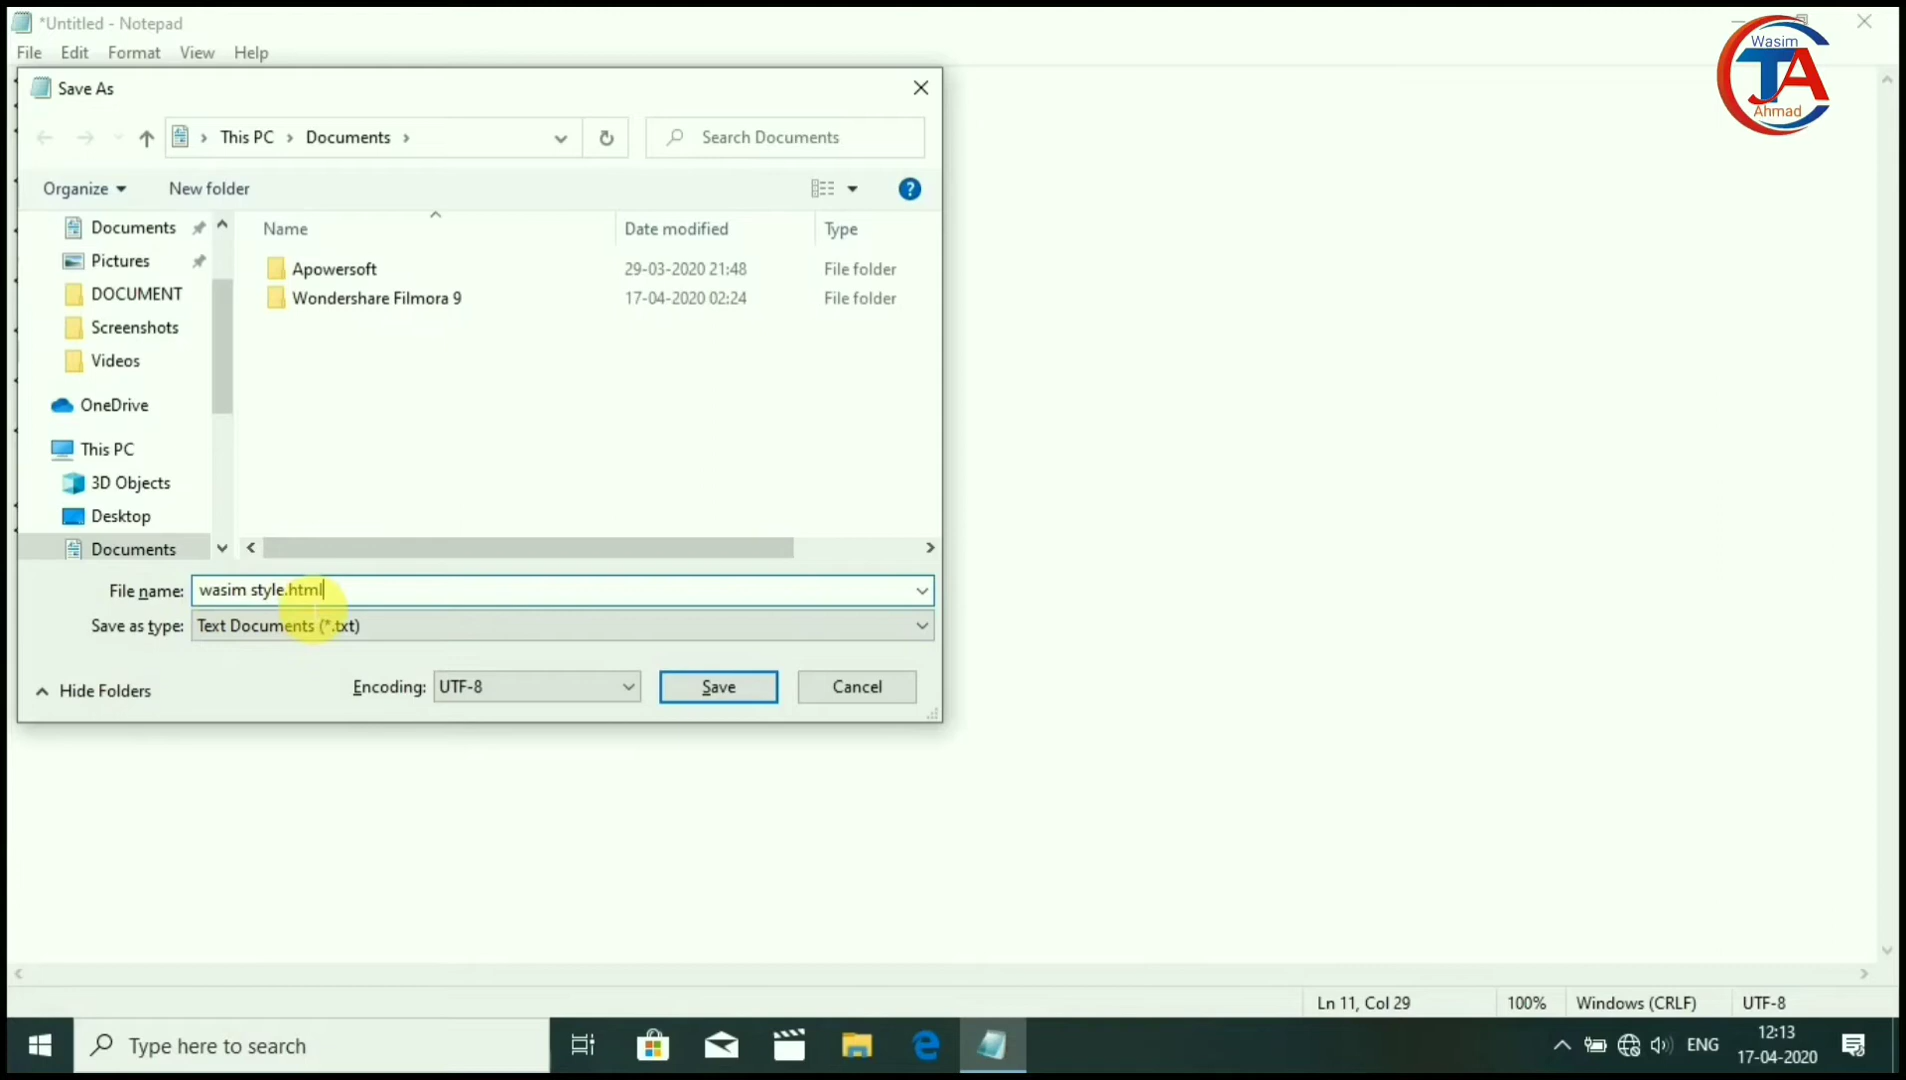 *Untitled - Notepad
File Edit Format View Help
Wasim
TA
Ahmad
Save As
This PC > Documents >
Search Documents
Organize
New folder
Name
Date modified
Type
Documents
Pictures
DOCUMENT
Screenshots
Videos
OneDrive
This PC
3D Objects
Desktop
Documents
Apowersoft 29-03-2020 21:48 File folder
Wondershare Filmora 9 17-04-2020 02:24 File folder
File name: wasim style.html
Save as type: Text Documents (*.txt)
Hide Folders
Encoding: UTF-8
Save
Cancel
Ln 11, Col 29
100%
Windows (CRLF)
UTF-8
Type here to search
ENG
12:13
17-04-2020